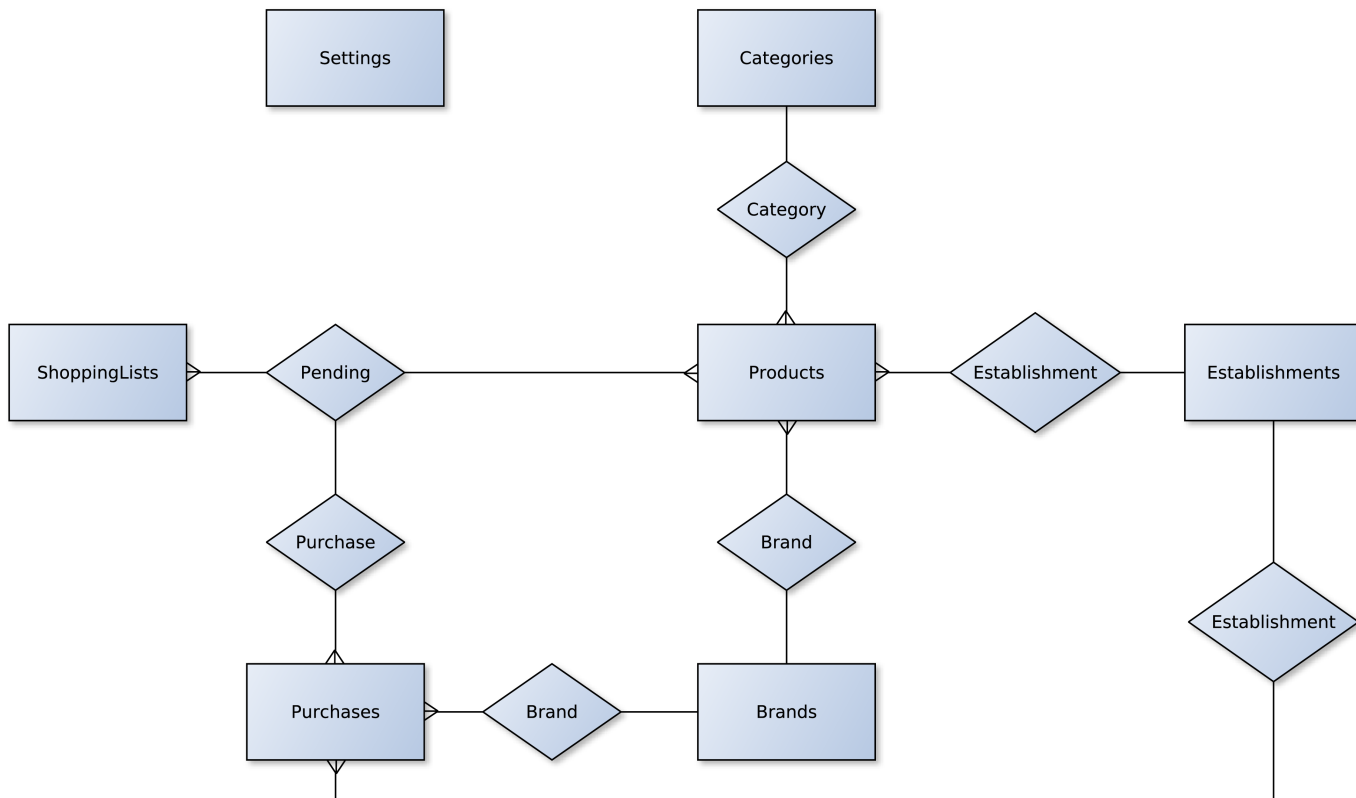 Settings
Categories
Category
ShoppingLists
Pending
Products
Establishment
Establishments
Purchase
Brand
Establishment
Purchases
Brand
Brands